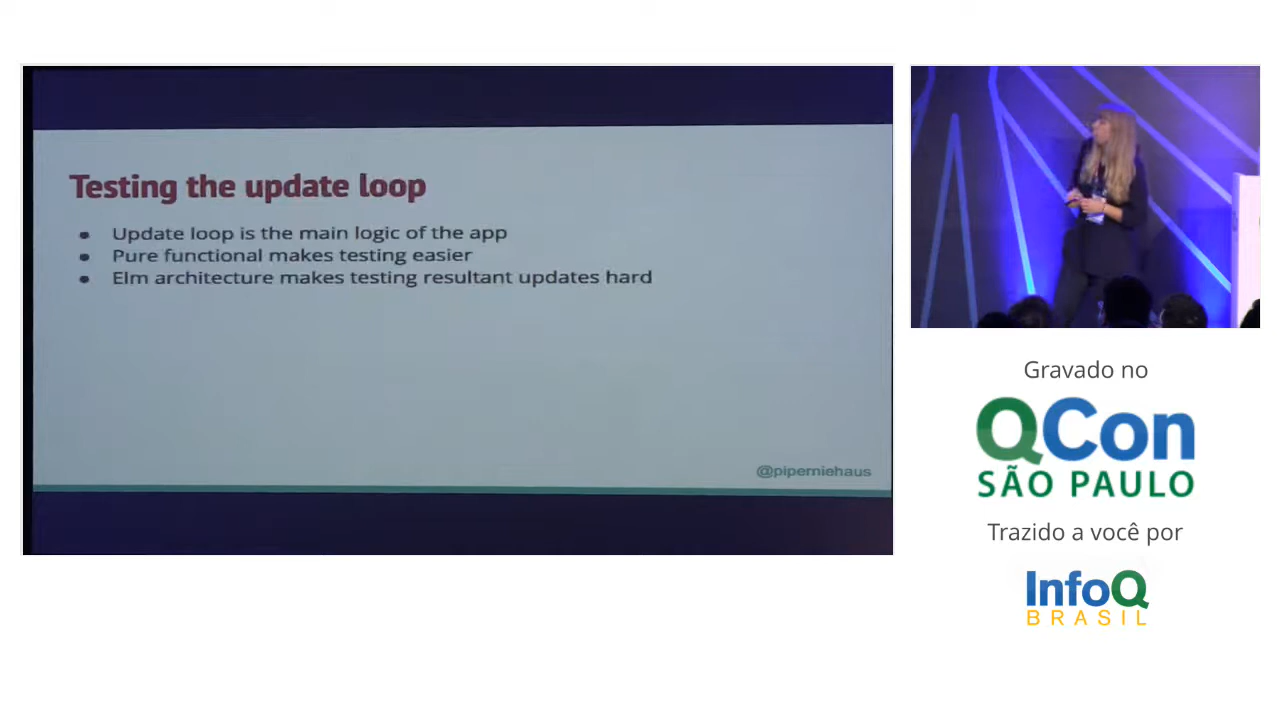 Testing the update loop
● Update loop is the main logic of the app
● Pure functional makes testing easier
● Elm architecture makes testing resultant updates hard
@piperniehaus
Gravado no
QCon
SÃO PAULO
Trazido a você por
InfoQ
BRASIL